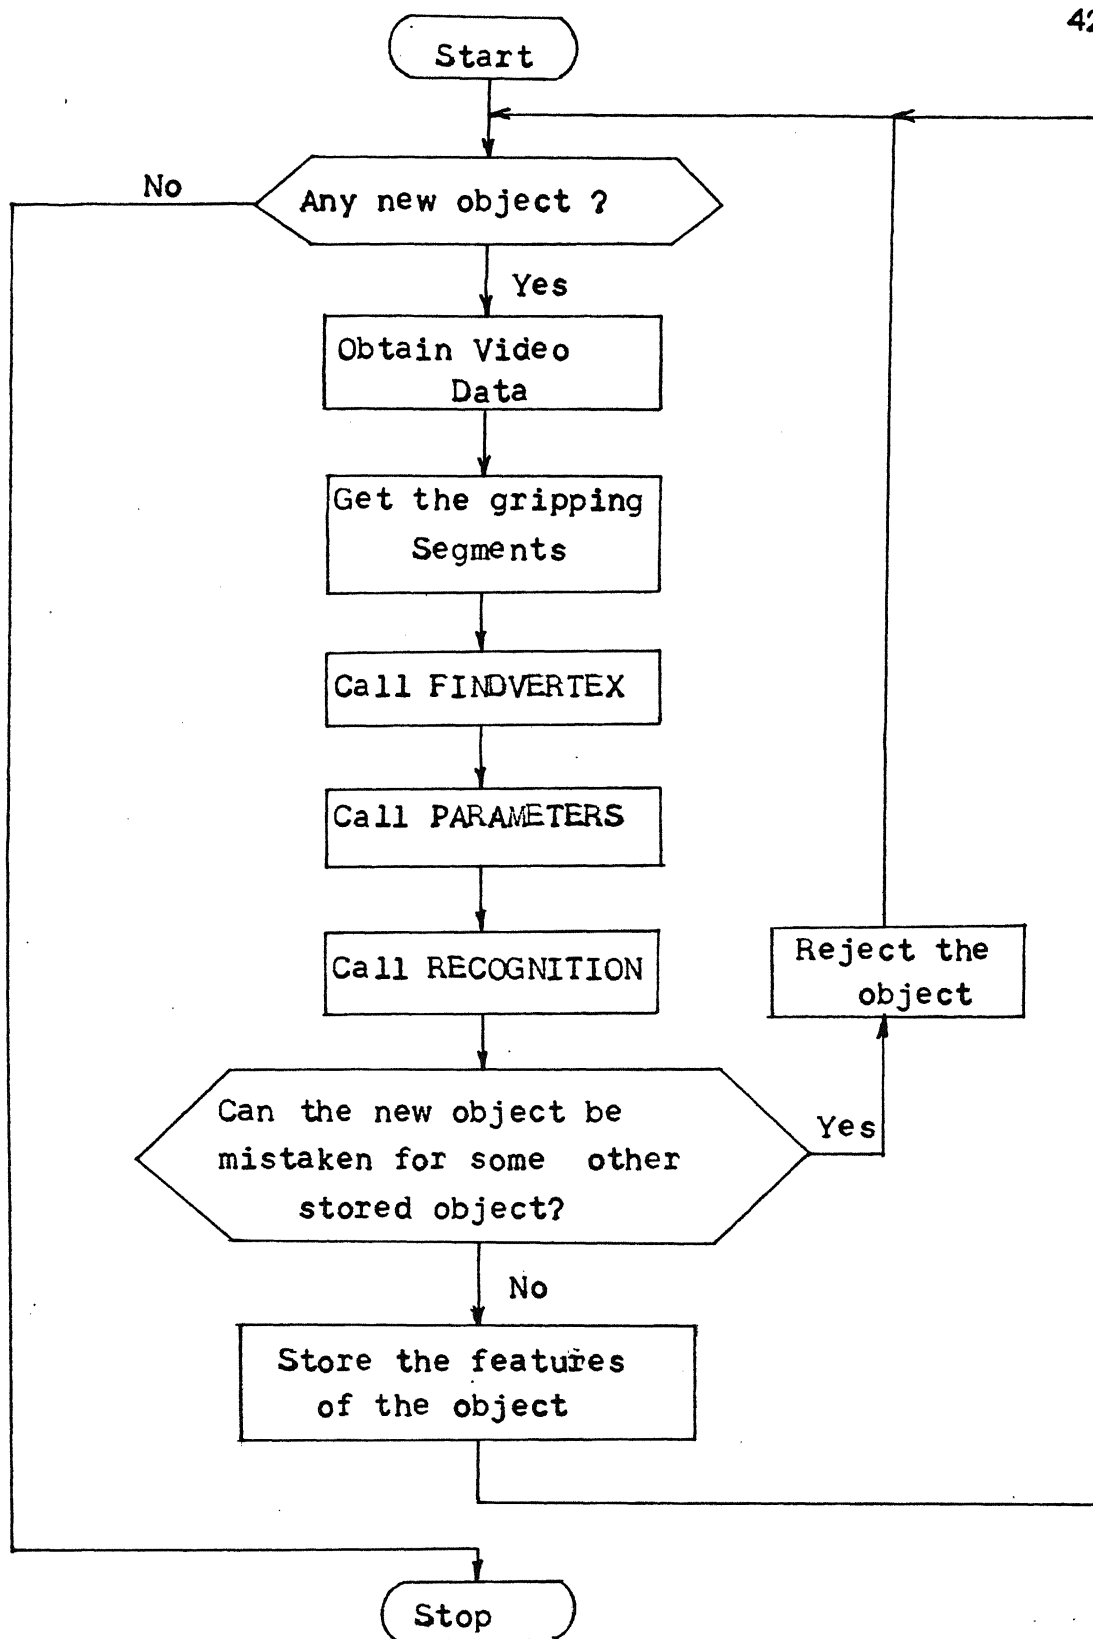 42
Start
No
Any new object ?
Yes
Obtain Video
Data
Get the gripping
Segments
Call FINDVERTEX
Call PARAMETERS
Call RECOGNITION
Reject the
object
Can the new object be
mistaken for some other
stored object?
Yes
No
Store the features
of the object
Stop